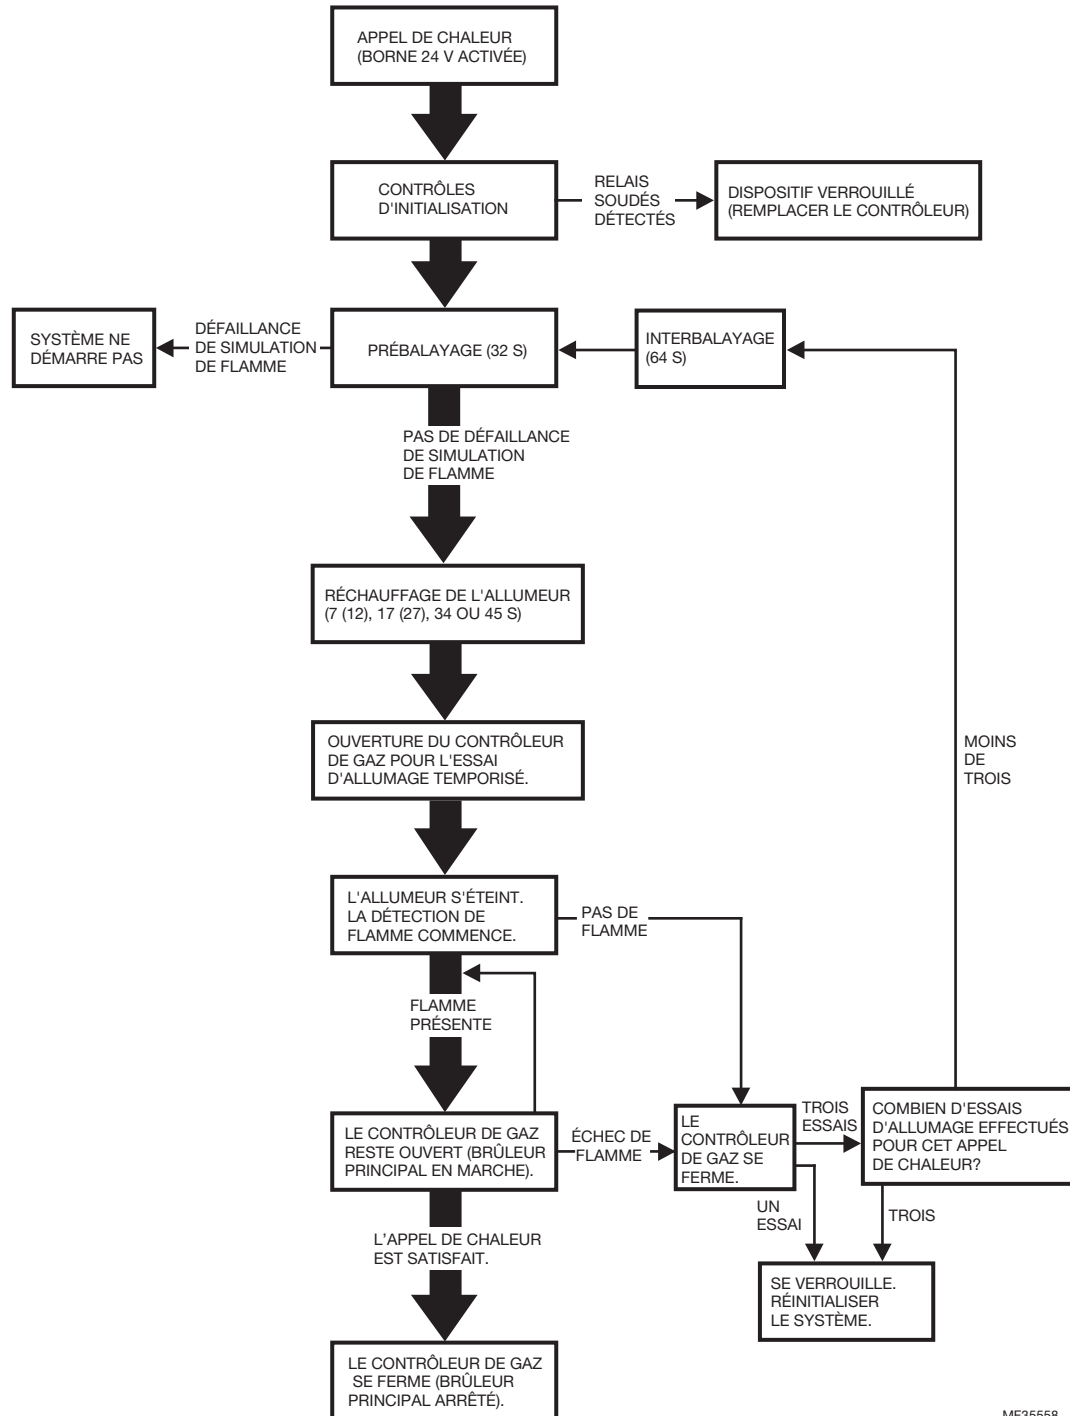 APPEL DE CHALEUR
(BORNE 24 V ACTIVÉE)
CONTRÔLES
D'INITIALISATION
RELAIS
SOUDÉS
DÉTECTÉS
DISPOSITIF VERROUILLÉ
(REMPLACER LE CONTRÔLEUR)
SYSTÈME NE
DÉMARRE PAS
DÉFAILLANCE
DE SIMULATION
DE FLAMME
PRÉBALAYAGE (32 S)
INTERBALAYAGE
(64 S)
PAS DE DÉFAILLANCE
DE SIMULATION
DE FLAMME
RÉCHAUFFAGE DE L'ALLUMEUR
(7 (12), 17 (27), 34 OU 45 S)
OUVERTURE DU CONTRÔLEUR
DE GAZ POUR L'ESSAI
D'ALLUMAGE TEMPORISÉ.
MOINS
DE
TROIS
L'ALLUMEUR S'ÉTEINT.
LA DÉTECTION DE
FLAMME COMMENCE.
PAS DE
FLAMME
FLAMME
PRÉSENTE
LE CONTRÔLEUR DE GAZ
RESTE OUVERT (BRÛLEUR
PRINCIPAL EN MARCHE).
ÉCHEC DE
FLAMME
LE
CONTRÔLEUR
DE GAZ SE
FERME.
TROIS
ESSAIS
COMBIEN D'ESSAIS
D'ALLUMAGE EFFECTUÉS
POUR CET APPEL
DE CHALEUR?
UN
ESSAI
TROIS
L'APPEL DE CHALEUR
EST SATISFAIT.
SE VERROUILLE.
RÉINITIALISER
LE SYSTÈME.
LE CONTRÔLEUR DE GAZ
SE FERME (BRÛLEUR
PRINCIPAL ARRÊTÉ).
MF35558